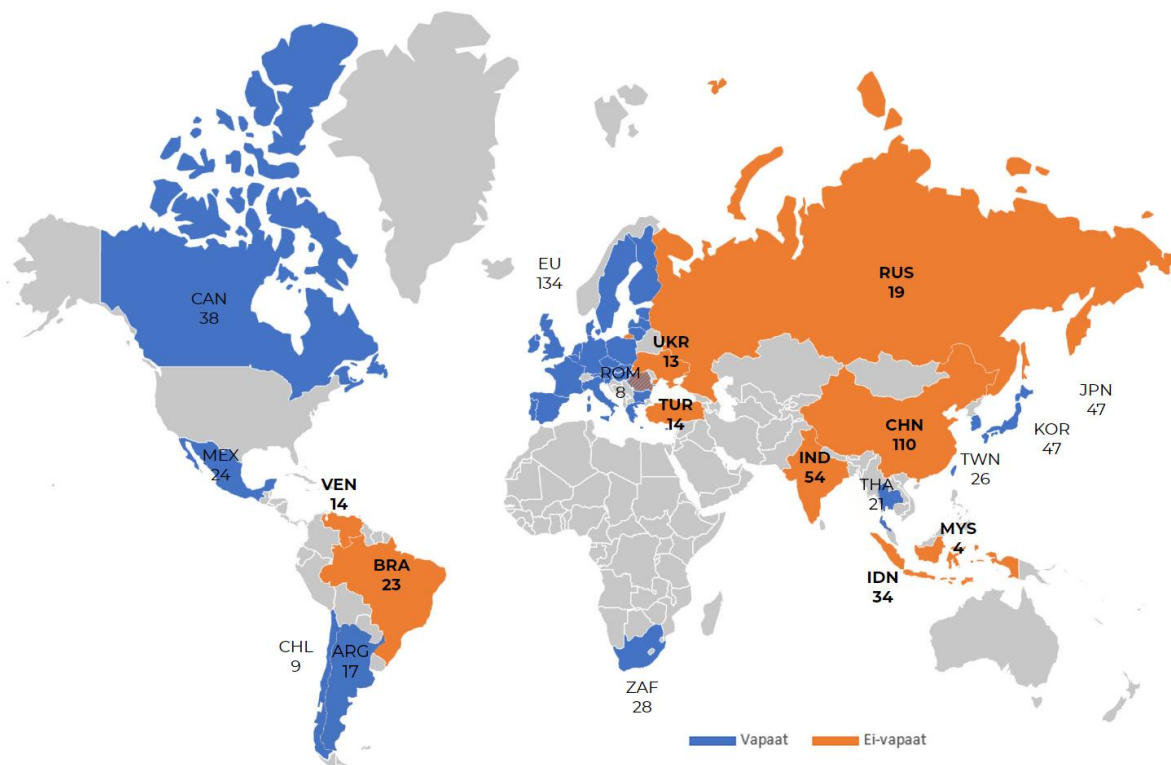 CAN
38
MEX
24
VEN
14
BRA
23
CHL
9
ARG
17
EU
134
ROM
8
UKR
13
TUR
14
ZAF
28
RUS
19
CHN
110
IND
54
THA
21
TWN
26
KOR
47
JPN
47
MYS
4
IDN
34
Vapaat
Ei-vapaat